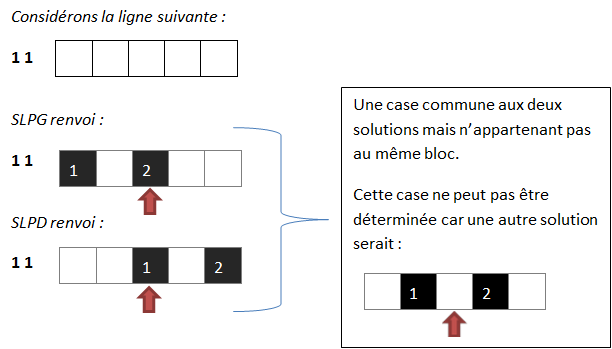 Considérons la ligne suivante :
1 1
SLPG renvoi :
1 1 1 2
SLPD renvoi :
1 1 1 2
Une case commune aux deux
solutions mais n'appartenant pas
au même bloc.
Cette case ne peut pas être
déterminée car une autre solution
serait :
1 2